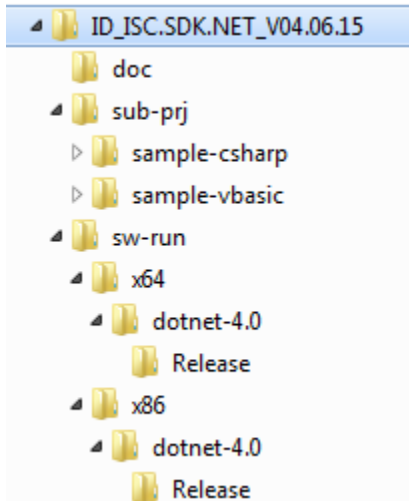 ID_ISC.SDK.NET_V04.06.15
doc
sub-prj
sample-csharp
sample-vbasic
sw-run
x64
dotnet-4.0
Release
x86
dotnet-4.0
Release